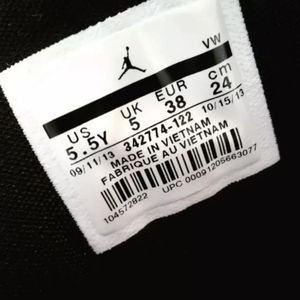 VW
US UK EUR cm
5.5Y 5 38 24
09/11/13 342774-122 10/15/13
MADE IN VIETNAM
FABRIQUE AU VIETNAM
UPC 00091205663077
104572822